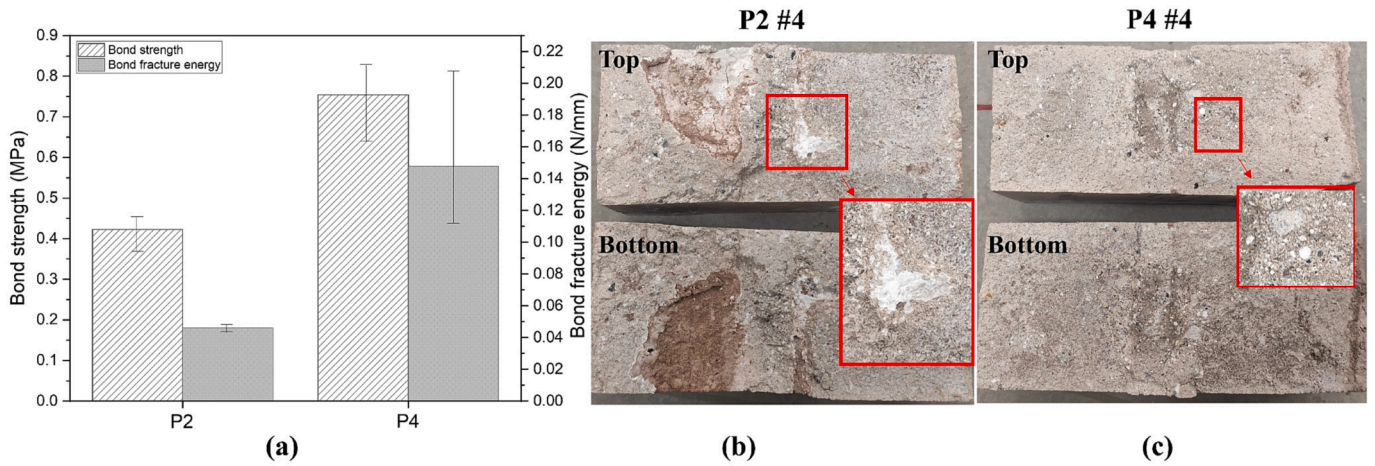 P2 #4
P4 #4
0.9
0.8
0.7
0.6
0.5
0.4
0.3
0.2
0.1
0.0
Bond strength (MPa)
Bond strength
Bond fracture energy
0.22
0.20
0.18
0.16
0.14
0.12
0.10
0.08
0.06
0.04
0.02
0.00
Bond fracture energy (N/mm)
P2
P4
Top
Bottom
Top
Bottom
(a)
(b)
(c)